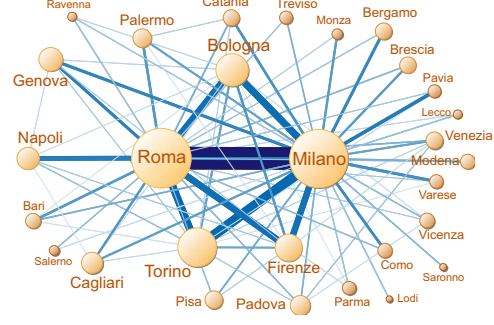 Ravenna
Catania
Treviso
Palermo
Monza
Bergamo
Bologna
Brescia
Genova
Pavia
Lecco
Napoli
Venezia
Roma
Milano
Modena
Varese
Bari
Vicenza
Salerno
Torino
Firenze
Como
Saronno
Cagliari
Pisa
Padova
Parma
Lodi